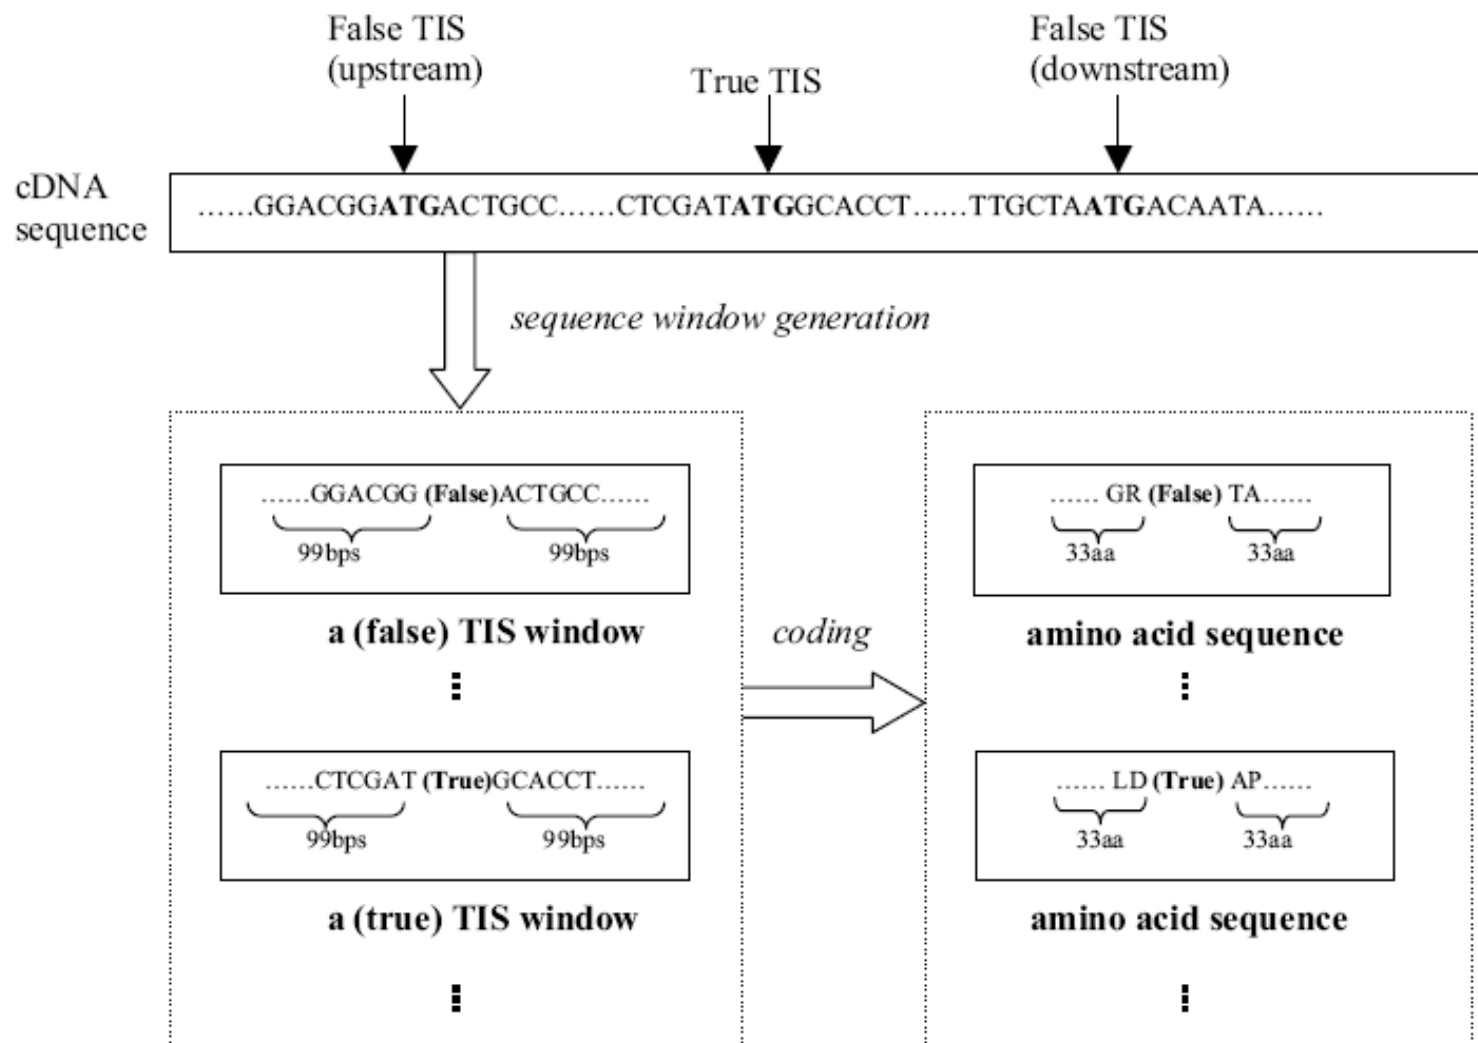 False TIS
(upstream)
True TIS
False TIS
(downstream)
cDNA
sequence
......GGACGGATGACTGCC......CTCGATATGGCACCT......TTGCTAATGACAATA......
sequence window generation
......GGACGG (False)ACTGCC......
99bps
99bps
a (false) TIS window
...... GR (False) TA......
33aa
33aa
amino acid sequence
coding
......CTCGAT (True)GCACCT......
99bps
99bps
a (true) TIS window
...... LD (True) AP......
33aa
33aa
amino acid sequence